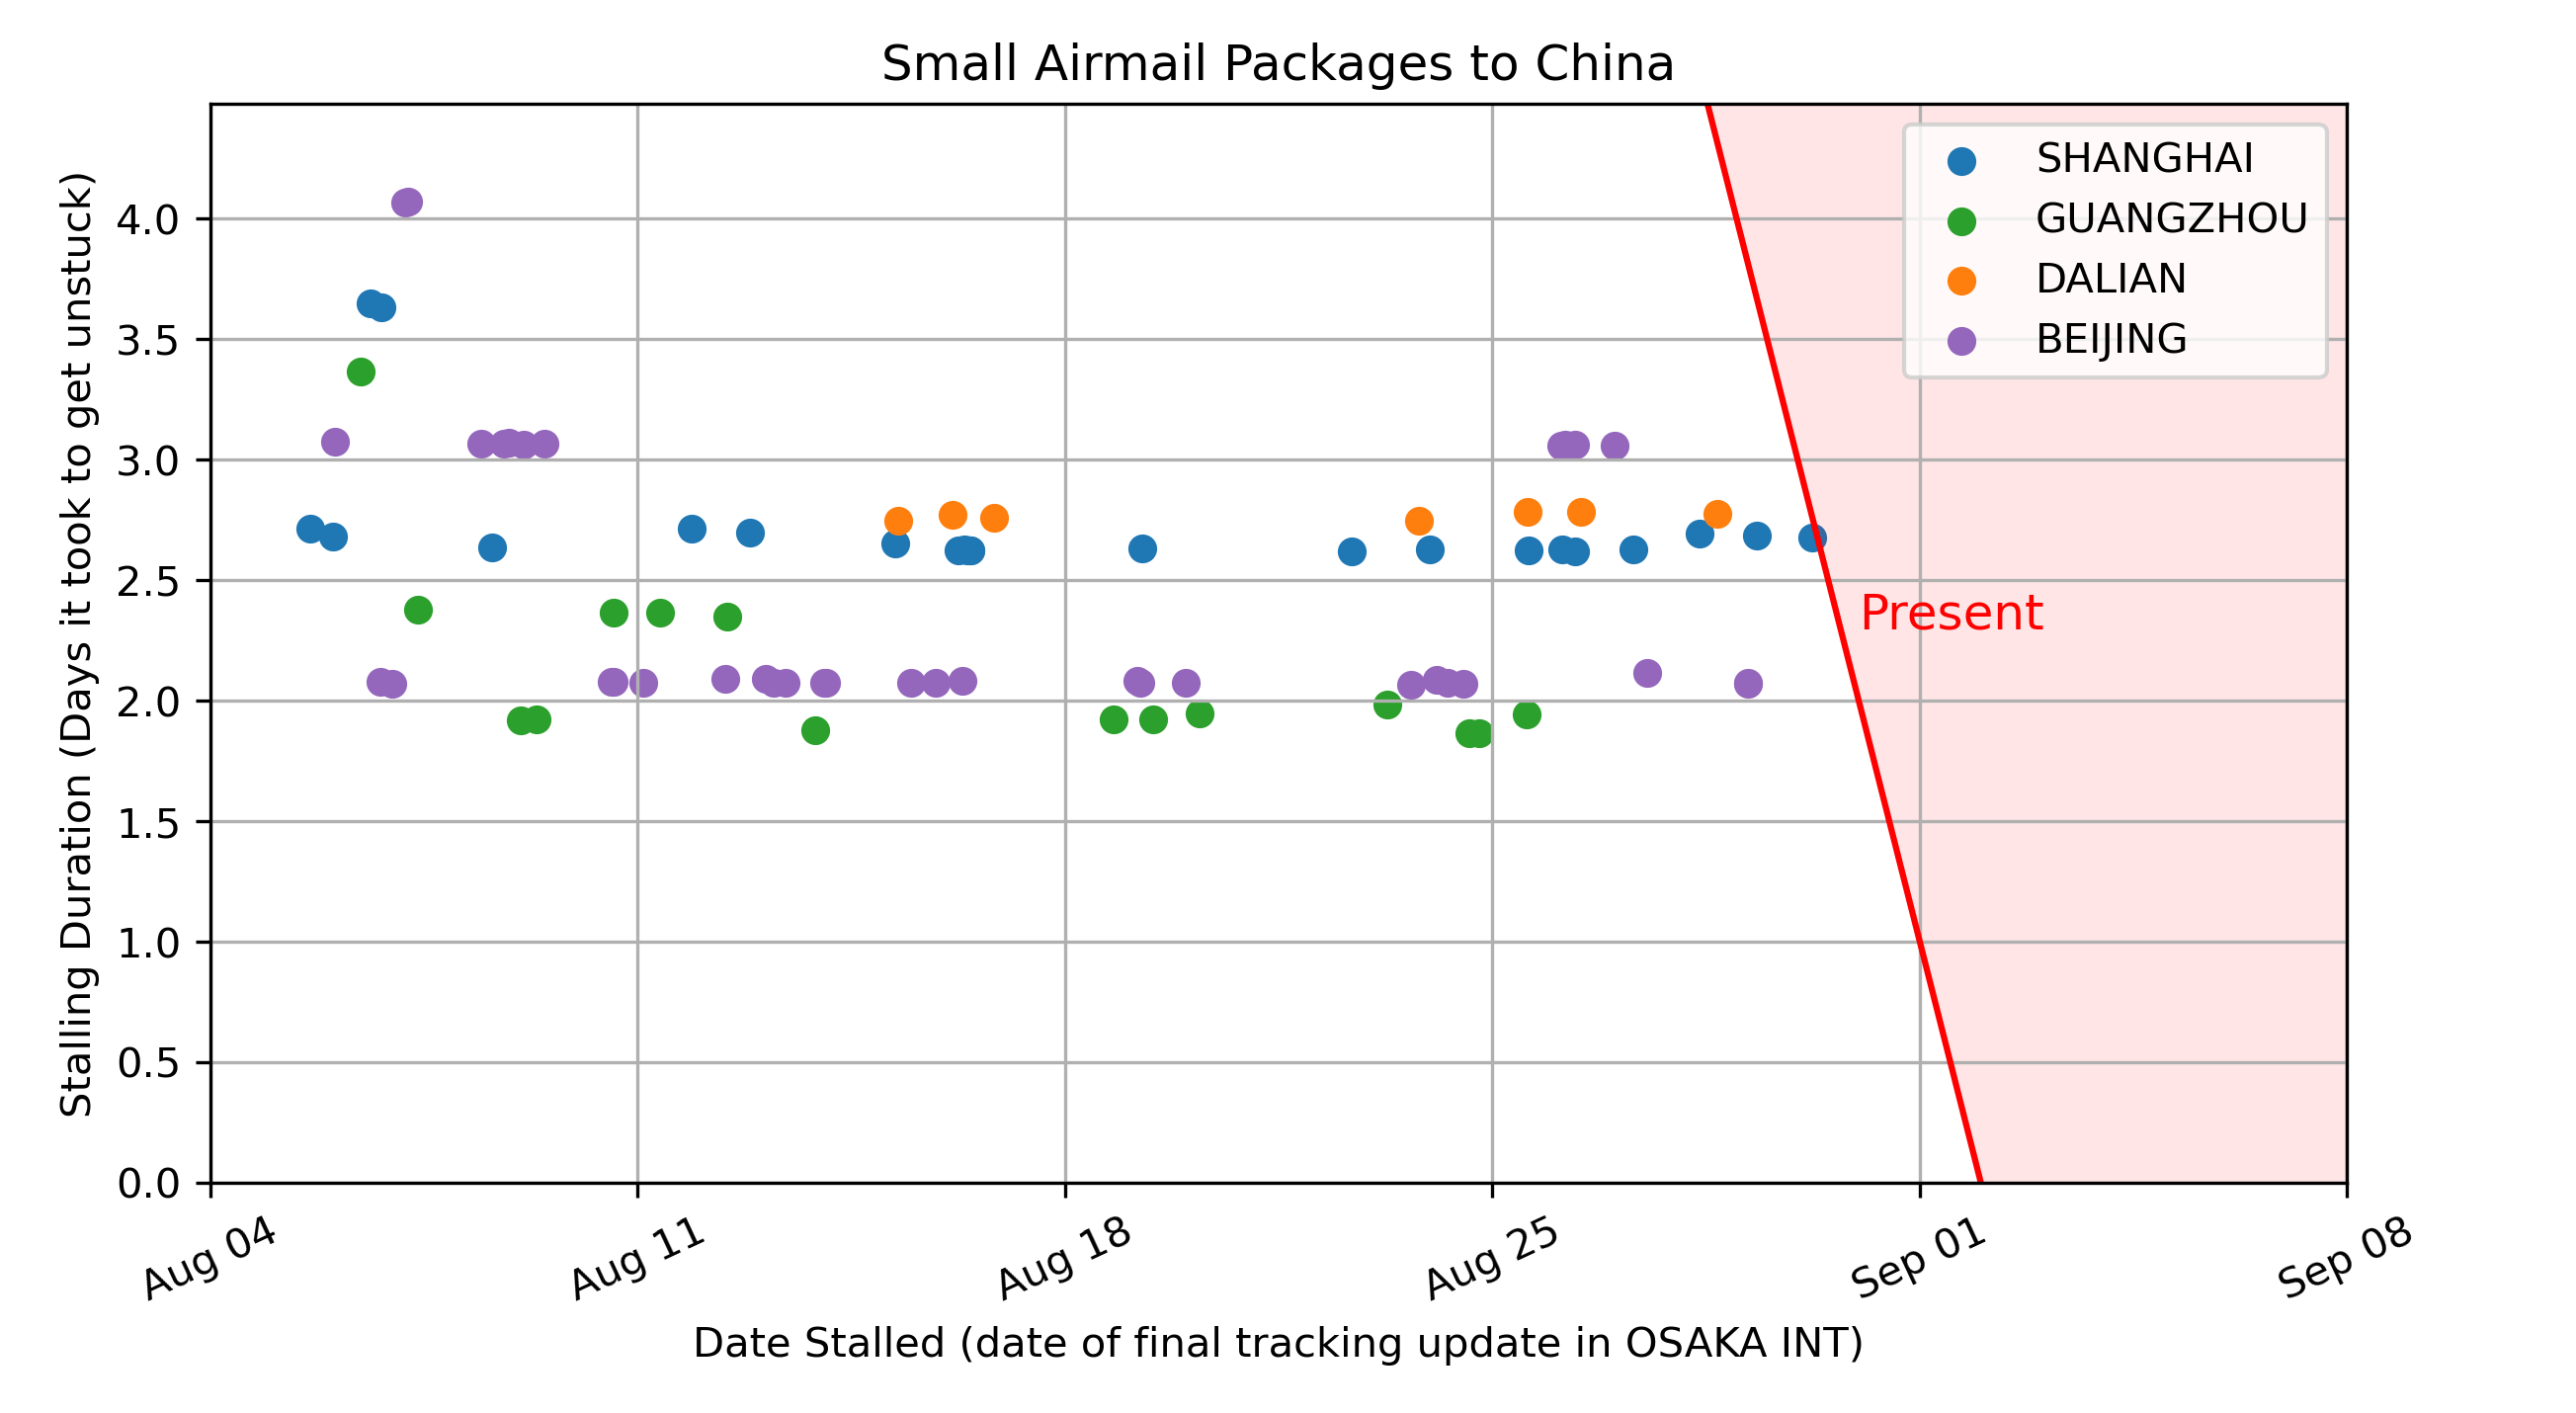 Small Airmail Packages to China
Stalling Duration (Days it took to get unstuck)
4.0
3.5
3.0
2.5
2.0
1.5
1.0
0.5
0.0
SHANGHAI
GUANGZHOU
DALIAN
BEIJING
Present
Aug 04
Aug 11
Aug 18
Aug 25
Sep 01
Sep 08
Date Stalled (date of final tracking update in OSAKA INT)